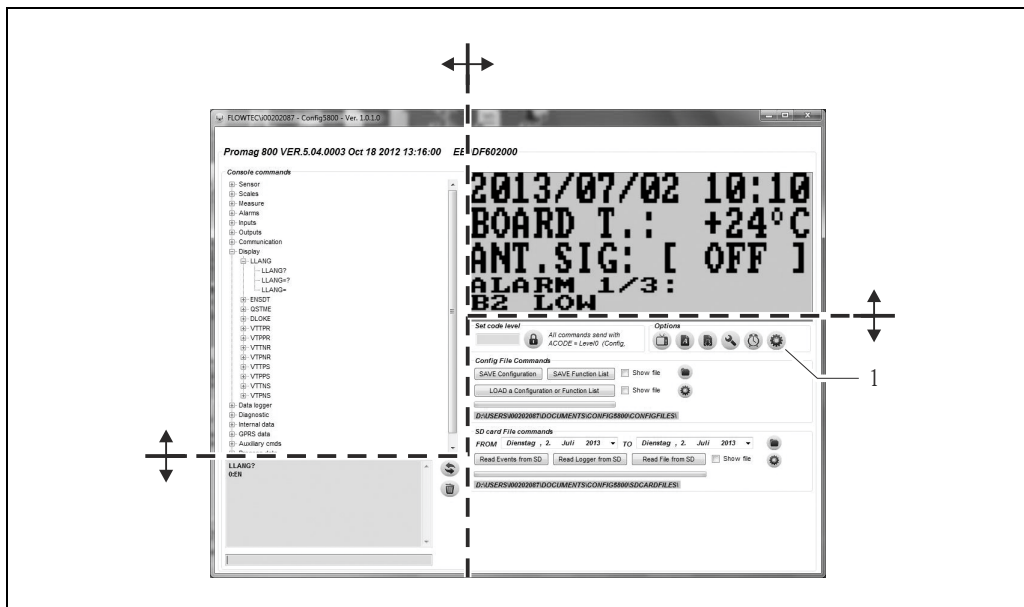 FLOWTEC\i00202087 - Config5800 - Ver. 1.0.1.0
Promag 800 VER.5.04.0003 Oct 18 2012 13:16:00 DF602000
Console commands
Sensor
Scales
Measure
Alarms
Inputs
Outputs
Communication
Display
LLANG
LLANG?
LLANG=?
LLANG=
ENSDT
QSTME
DLOKE
VTTPR
VTPPR
VTTNR
VTPNR
VTTPS
VTPPS
VTTNS
VTPNS
Data logger
Diagnostic
Internal data
GPRS data
Auxiliary cmds
LLANG?
0:EN
2013/07/02 10:10
BOARD T.: +24°C
ANT.SIG: [ OFF ]
ALARM 1/3:
B2 LOW
Set code level
All commands send with
ACODE = Level0 (Config,
Options
1
Config File Commands
SAVE Configuration SAVE Function List Show file
LOAD a Configuration or Function List Show file
D:\USERS\I00202087\DOCUMENTS\CONFIG5800\CONFIGFILES\
SD card File commands
FROM Dienstag , 2. Juli 2013 TO Dienstag , 2. Juli 2013
Read Events from SD Read Logger from SD Read File from SD Show file
D:\USERS\I00202087\DOCUMENTS\CONFIG5800\SDCARDFILES\